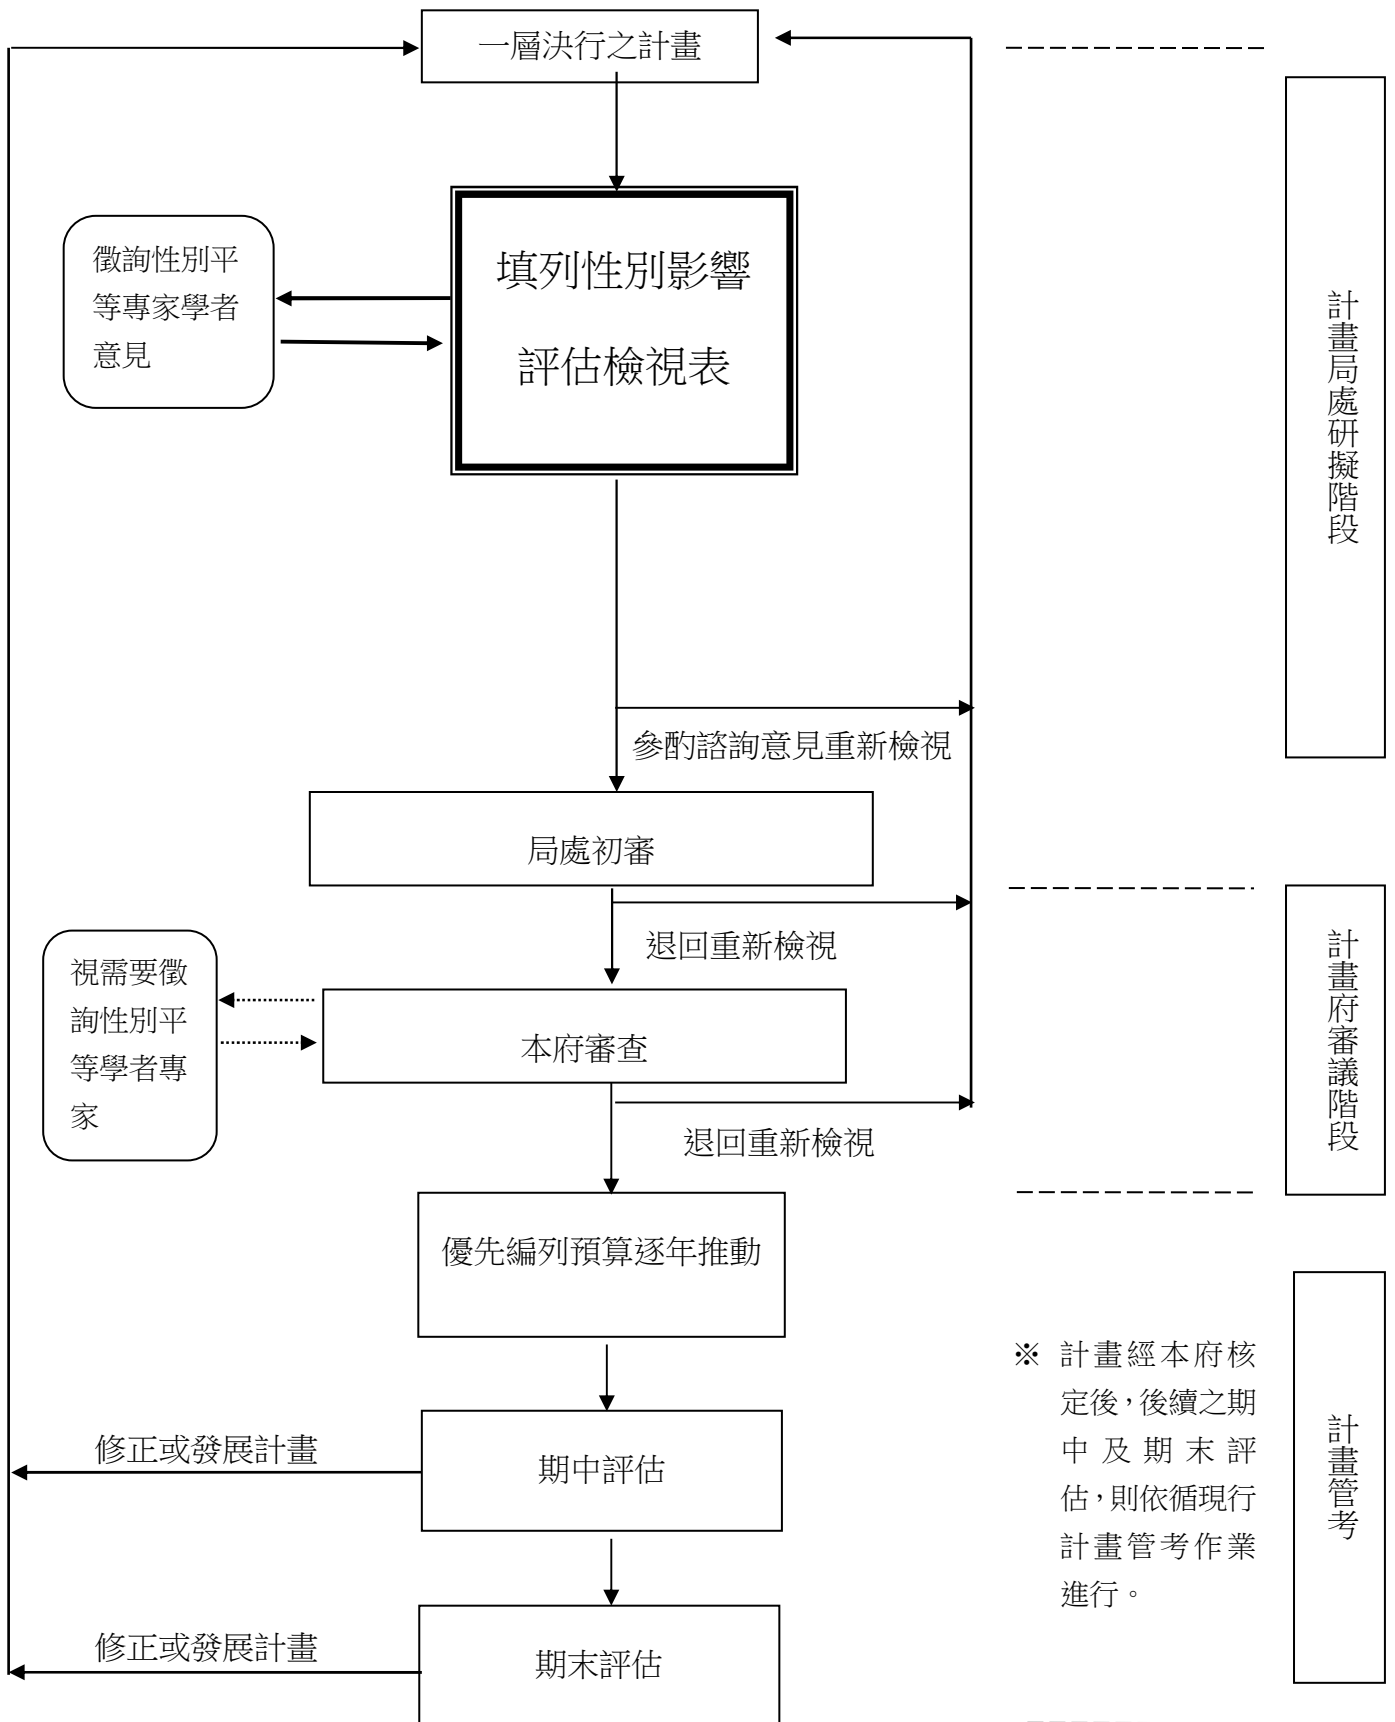 一層決行之計畫
徵詢性別平
等專家學者
意見
填列性別影響
評估檢視表
計畫局處研擬階段
參酌諮詢意見重新檢視
局處初審
退回重新檢視
視需要徵
詢性別平
等學者專
家
本府審查
退回重新檢視
計畫府審議階段
優先編列預算逐年推動
※ 計畫經本府核
定後，後續之期
中及期末評
估，則依循現行
計畫管考作業
進行。
計畫管考
修正或發展計畫
期中評估
修正或發展計畫
期末評估